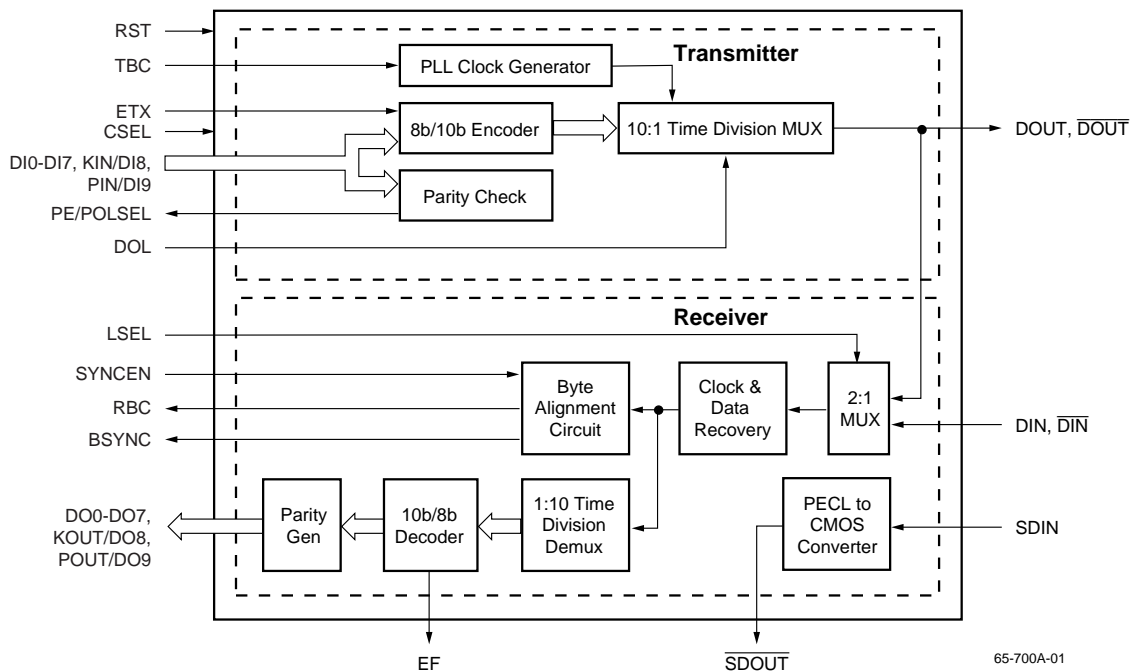 RST
Transmitter
TBC
PLL Clock Generator
ETX
8b/10b Encoder
10:1 Time Division MUX
DOUT, D̅O̅U̅T̅
CSEL
DI0-DI7, KIN/DI8,
PIN/DI9
Parity Check
PE/POLSEL
DOL
LSEL
Receiver
SYNCEN
Byte
Alignment
Circuit
Clock &
Data
Recovery
2:1
MUX
RBC
BSYNC
DIN, D̅I̅N̅
DO0-DO7,
KOUT/DO8,
POUT/DO9
Parity
Gen
10b/8b
Decoder
1:10 Time
Division
Demux
PECL to
CMOS
Converter
SDIN
EF
S̅D̅O̅U̅T̅
65-700A-01